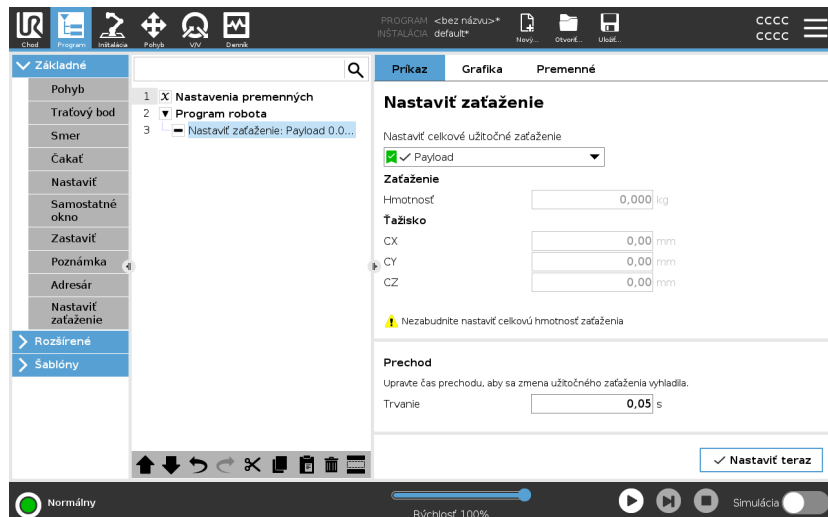 UR
Chod
Program
Inštalácia
Pohyb
V/V
Denník
PROGRAM <bez názvu>*
INŠTALÁCIA default*
Nový...
Otvoriť...
Uložiť...
CCCC
CCCC
Základné
Pohyb
Traťový bod
Smer
Čakať
Nastaviť
Samostatné
okno
Zastaviť
Poznámka
Adresár
Nastaviť
zaťaženie
Rozšírené
Šablóny
1 X Nastavenia premenných
2 Program robota
3 Nastaviť zaťaženie: Payload 0.0...
Príkaz Grafika Premenné
Nastaviť zaťaženie
Nastaviť celkové užitočné zaťaženie
Payload
Zaťaženie
Hmotnosť 0,000 kg
Ťažisko
CX 0,00 mm
CY 0,00 mm
CZ 0,00 mm
Nezabudnite nastaviť celkovú hmotnosť zaťaženia
Prechod
Upravte čas prechodu, aby sa zmena užitočného zaťaženia vyhladila.
Trvanie 0,05 s
Nastaviť teraz
Normálny
Rýchlosť 100%
Simulácia